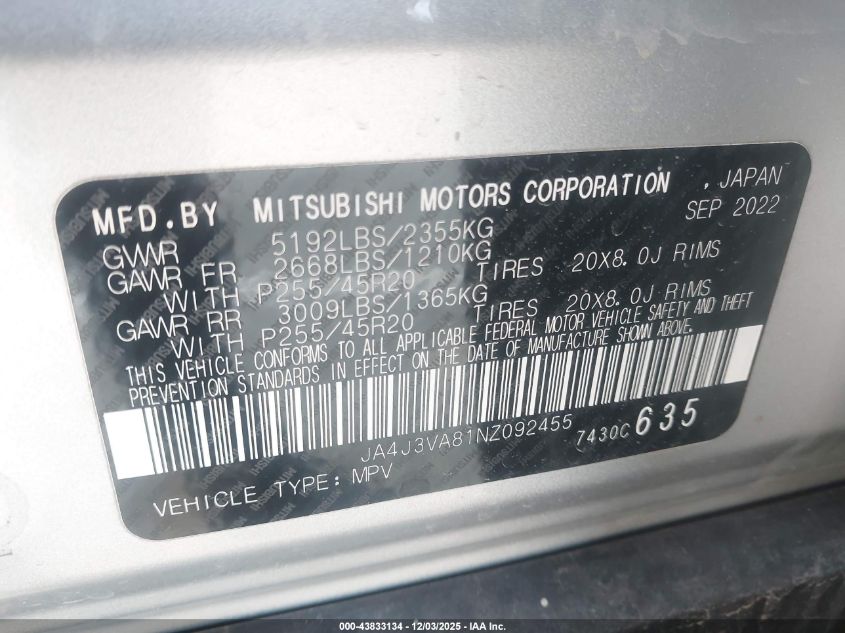 MFD.BY MITSUBISHI MOTORS CORPORATION , JAPAN
SEP 2022
GVWR 5192LBS/2355KG
GAWR FR 2668LBS/1210KG
WITH P255/45R20 TIRES 20X8.0J RIMS
GAWR RR 3009LBS/1365KG
WITH P255/45R20 TIRES 20X8.0J RIMS
THIS VEHICLE CONFORMS TO ALL APPLICABLE FEDERAL MOTOR VEHICLE SAFETY AND THEFT
PREVENTION STANDARDS IN EFFECT ON THE DATE OF MANUFACTURE SHOWN ABOVE.
JA4J3VA81NZ092455 7430C 635
VEHICLE TYPE: MPV
000-43833134 - 12/03/2025 - IAA Inc.